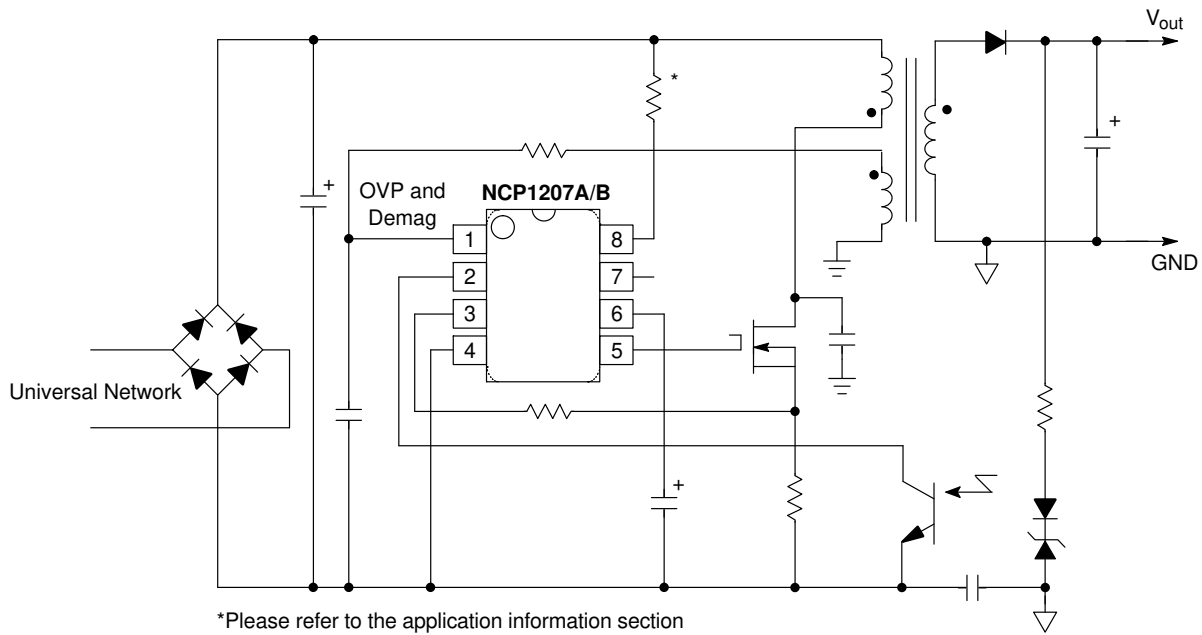 Vout
*
+
OVP and
Demag
NCP1207A/B
+
1
8
2
7
GND
3
6
4
5
Universal Network
+
+
*Please refer to the application information section